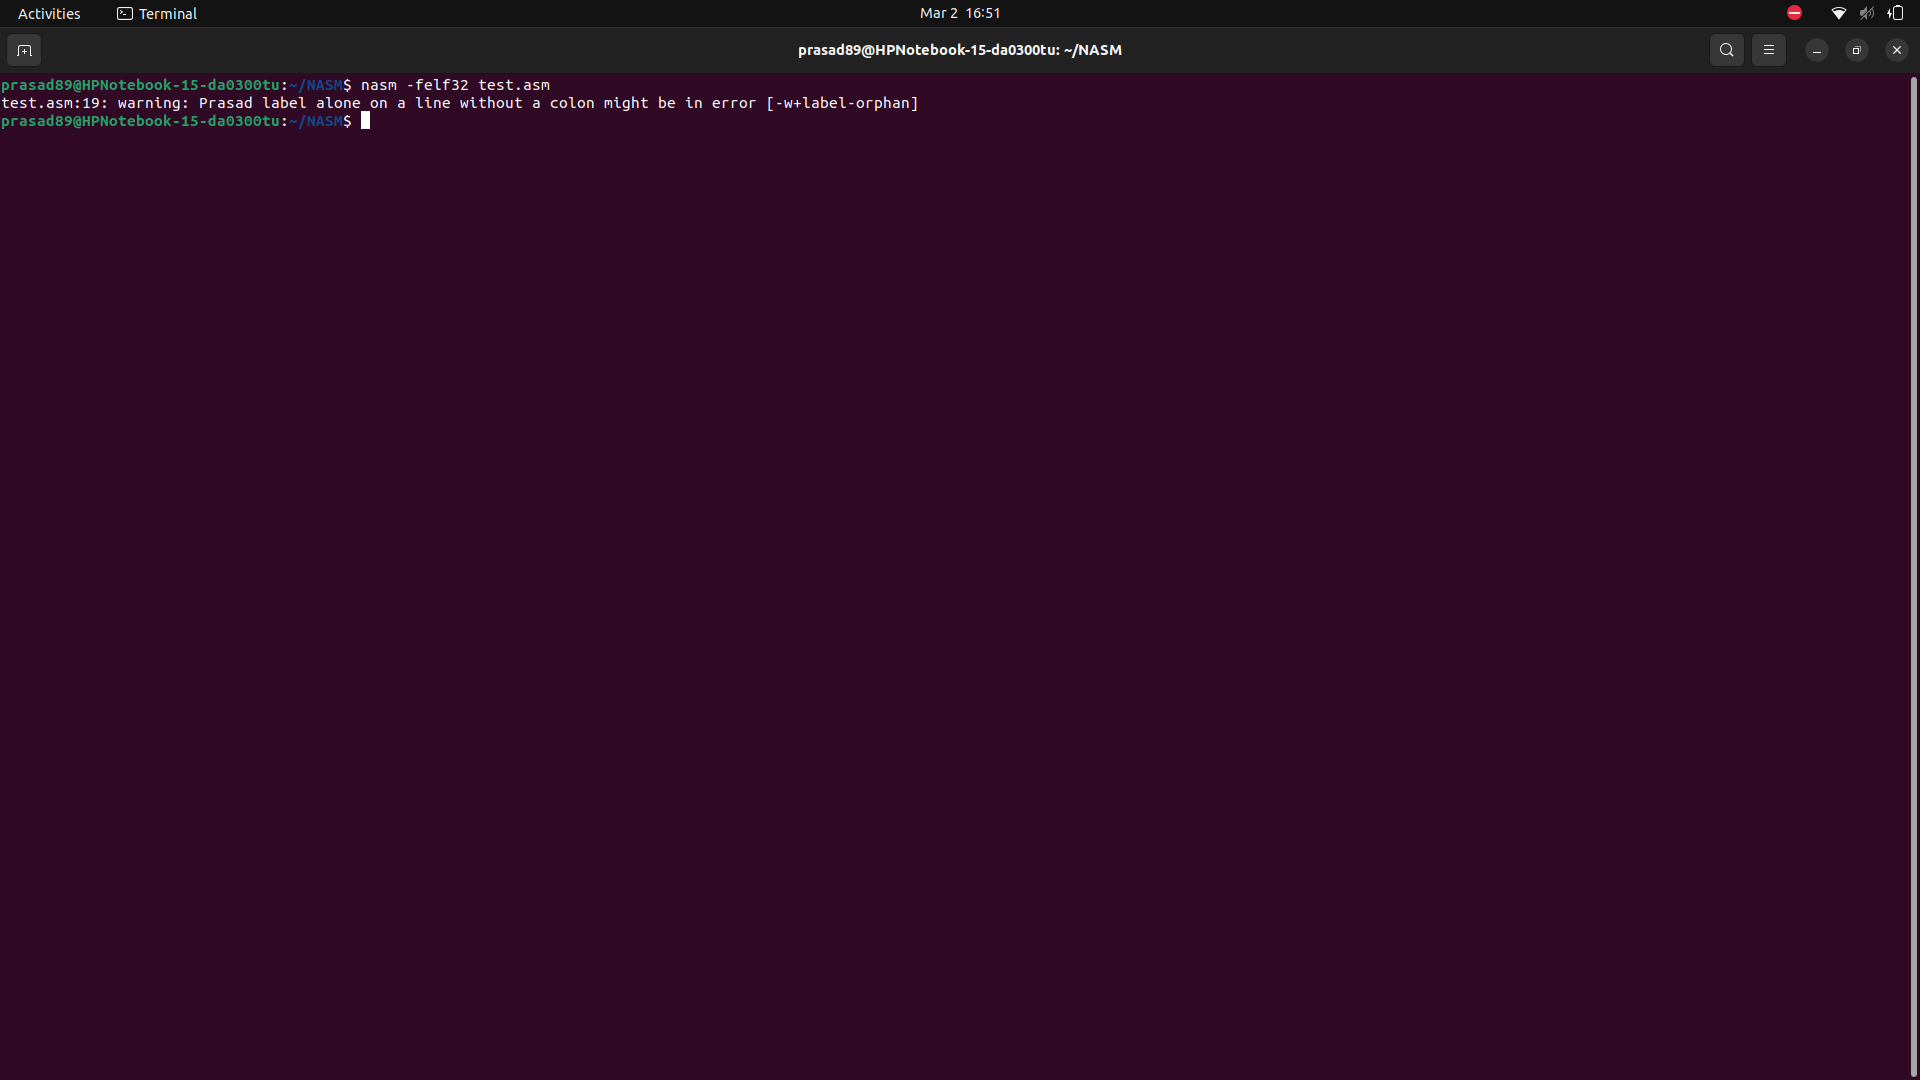 Activities Terminal Mar 2 16:51
prasad89@HPNotebook-15-da0300tu: ~/NASM
prasad89@HPNotebook-15-da0300tu:~/NASM$ nasm -felf32 test.asm
test.asm:19: warning: Prasad label alone on a line without a colon might be in error [-w+label-orphan]
prasad89@HPNotebook-15-da0300tu:~/NASM$